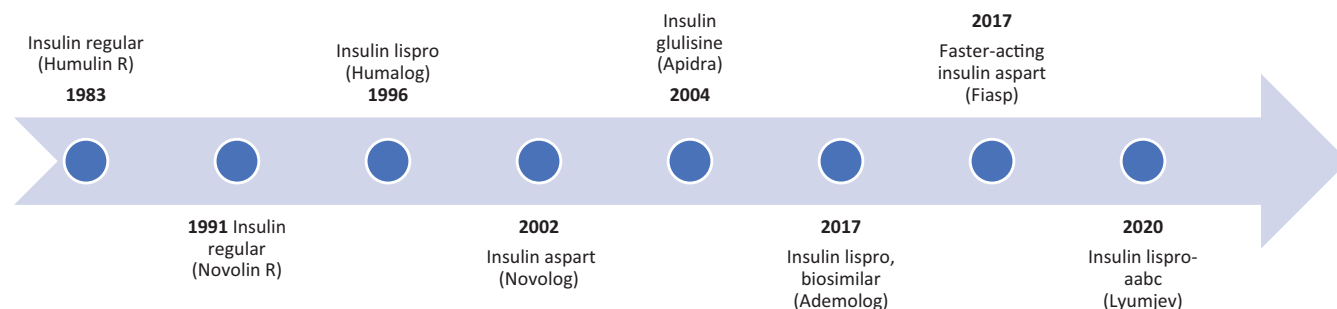 Insulin regular
(Humulin R)
1983
1991 Insulin
regular
(Novolin R)
Insulin lispro
(Humalog)
1996
2002
Insulin aspart
(Novolog)
Insulin
glulisine
(Apidra)
2004
2017
Insulin lispro,
biosimilar
(Ademolog)
2017
Faster-acting
insulin aspart
(Fiasp)
2020
Insulin lispro-
aabc
(Lyumjev)